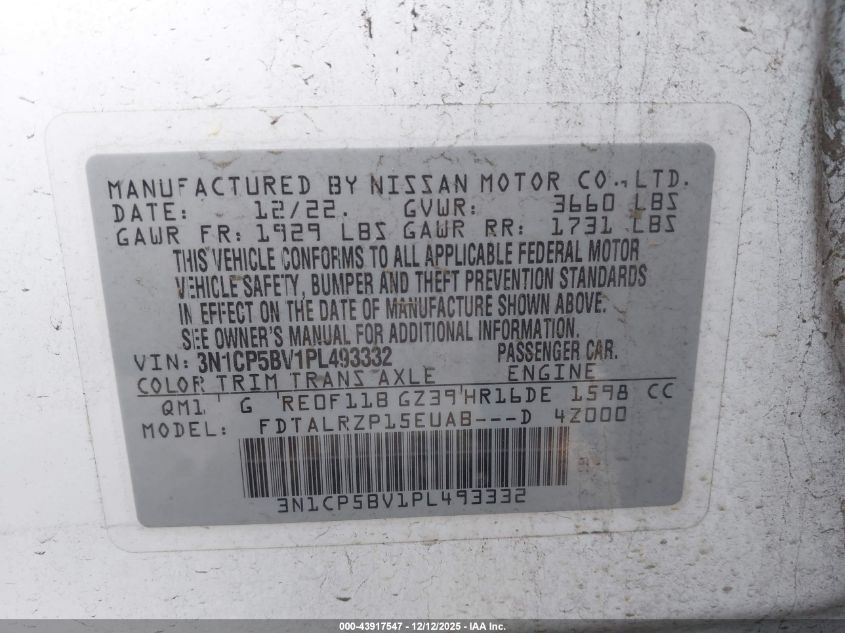 MANUFACTURED BY NISSAN MOTOR CO., LTD.
DATE: 12/22. GVWR: 3660 LBS
GAWR FR: 1929 LBS GAWR RR: 1731 LBS
THIS VEHICLE CONFORMS TO ALL APPLICABLE FEDERAL MOTOR
VEHICLE SAFETY, BUMPER AND THEFT PREVENTION STANDARDS
IN EFFECT ON THE DATE OF MANUFACTURE SHOWN ABOVE.
SEE OWNER'S MANUAL FOR ADDITIONAL INFORMATION.
VIN: 3N1CP5BV1PL493332 PASSENGER CAR.
COLOR TRIM TRANS AXLE ENGINE
QM1 G RE0F11B GZ39 HR16DE 1598 CC
MODEL: FDTALRZP15EUAB---D 4Z000
3N1CP5BV1PL493332
000-43917547 - 12/12/2025 - IAA Inc.